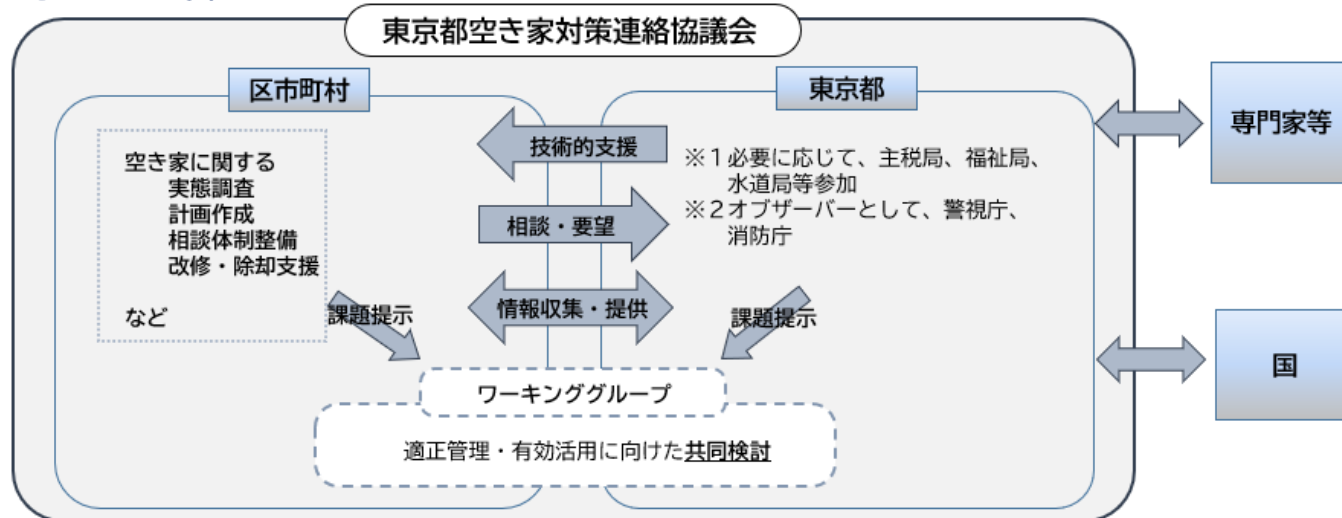 東京都空き家対策連絡協議会
区市町村
東京都
専門家等
国
空き家に関する
実態調査
計画作成
相談体制整備
改修・除却支援
など
技術的支援
相談・要望
情報収集・提供
※1必要に応じて、主税局、福祉局、
水道局等参加
※2オブザーバーとして、警視庁、
消防庁
課題提示
課題提示
ワーキンググループ
適正管理・有効活用に向けた共同検討